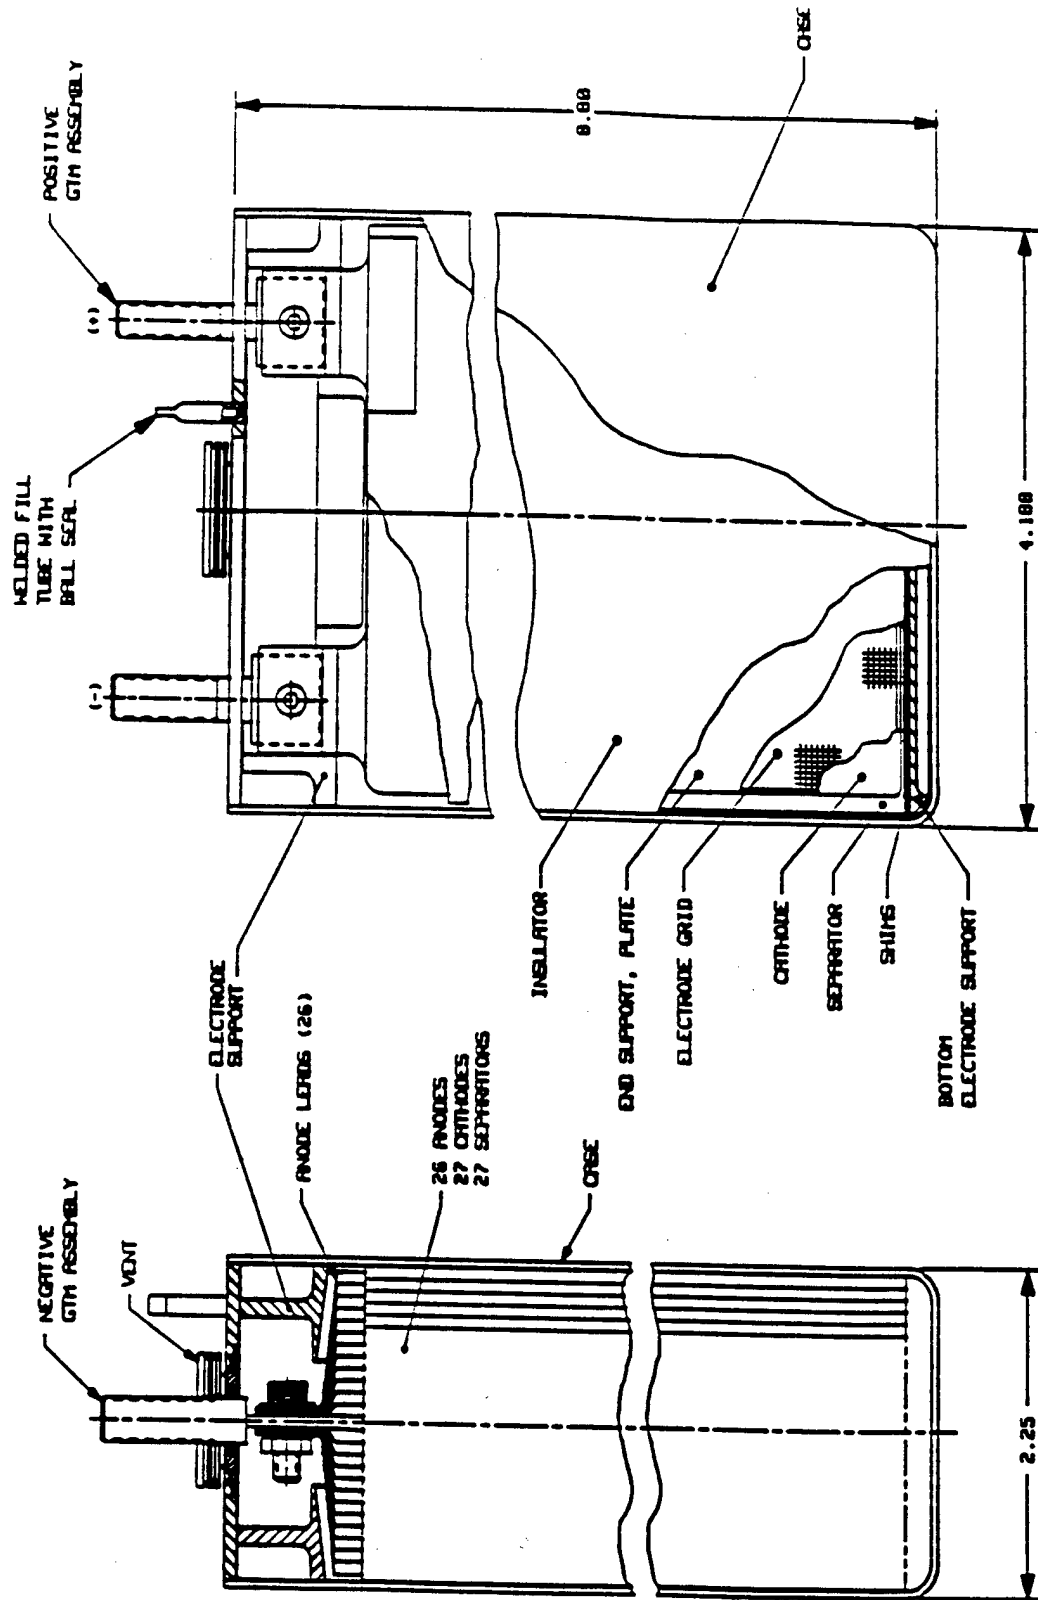 POSITIVE
GTM ASSEMBLY
WELDED FILL
TUBE WITH
BALL SEAL
(+)
(-)
8.00
CASE
4.100
ELECTRODE
SUPPORT
INSULATOR
END SUPPORT, PLATE
ELECTRODE GRID
CATHODE
SEPARATOR
SHIMS
BOTTOM
ELECTRODE SUPPORT
NEGATIVE
GTM ASSEMBLY
VENT
ANODE LEADS (26)
26 ANODES
27 CATHODES
27 SEPARATORS
CASE
2.25